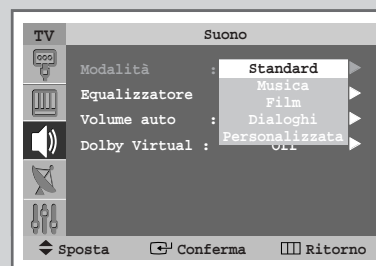 TV Suono
Modalità : Standard
Musica
Equalizzatore
Film
Volume auto : Dialoghi
Personalizzata
Dolby Virtual : Off
Sposta Conferma Ritorno